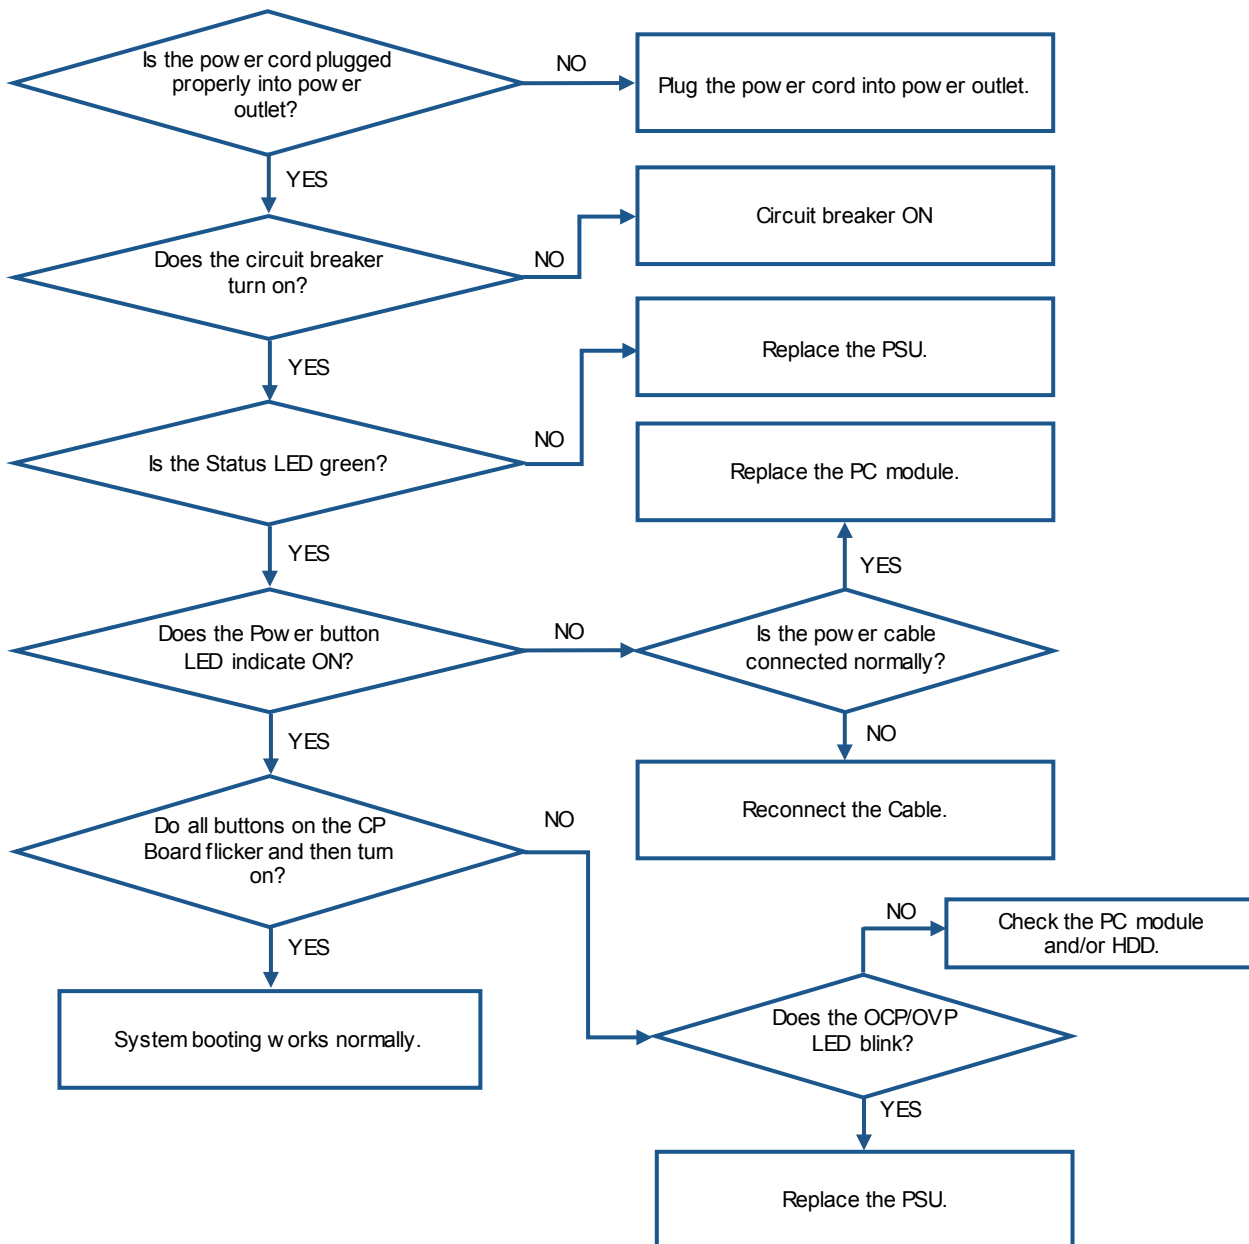 Is the power cord plugged
properly into power
outlet?
NO
Plug the power cord into power outlet.
YES
Does the circuit breaker
turn on?
NO
Circuit breaker ON
YES
Is the Status LED green?
NO
Replace the PSU.
YES
Does the Power button
LED indicate ON?
NO
Is the power cable
connected normally?
YES
Replace the PC module.
NO
Reconnect the Cable.
YES
Do all buttons on the CP
Board flicker and then turn
on?
NO
YES
System booting works normally.
Does the OCP/OVP
LED blink?
NO
Check the PC module
and/or HDD.
YES
Replace the PSU.